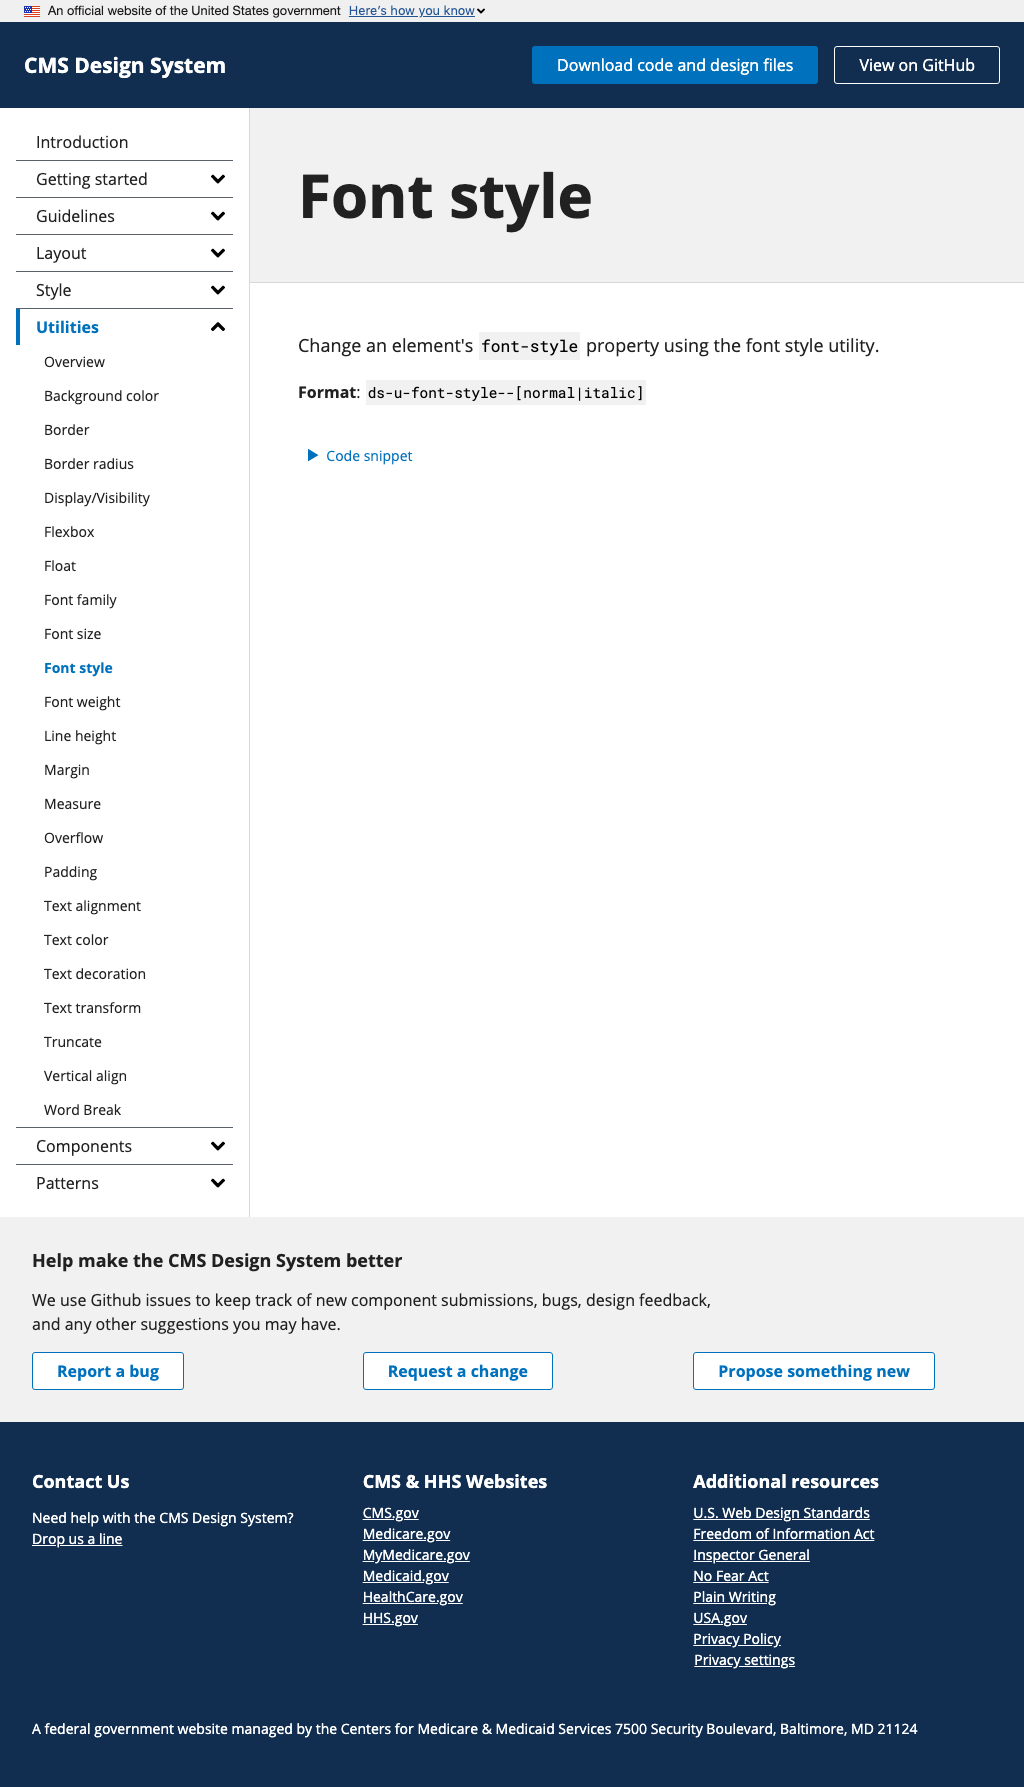 An official website of the United States government Here's how you know
CMS Design System
Download code and design files
View on GitHub
Introduction
Getting started
Guidelines
Layout
Style
Utilities
Overview
Background color
Border
Border radius
Display/Visibility
Flexbox
Float
Font family
Font size
Font style
Font weight
Line height
Margin
Measure
Overflow
Padding
Text alignment
Text color
Text decoration
Text transform
Truncate
Vertical align
Word Break
Components
Patterns
Font style
Change an element's font-style property using the font style utility.
Format: ds-u-font-style--[normal|italic]
Code snippet
Help make the CMS Design System better
We use Github issues to keep track of new component submissions, bugs, design feedback,
and any other suggestions you may have.
Report a bug
Request a change
Propose something new
Contact Us
Need help with the CMS Design System?
Drop us a line
CMS & HHS Websites
CMS.gov
Medicare.gov
MyMedicare.gov
Medicaid.gov
HealthCare.gov
HHS.gov
Additional resources
U.S. Web Design Standards
Freedom of Information Act
Inspector General
No Fear Act
Plain Writing
USA.gov
Privacy Policy
Privacy settings
A federal government website managed by the Centers for Medicare & Medicaid Services 7500 Security Boulevard, Baltimore, MD 21124